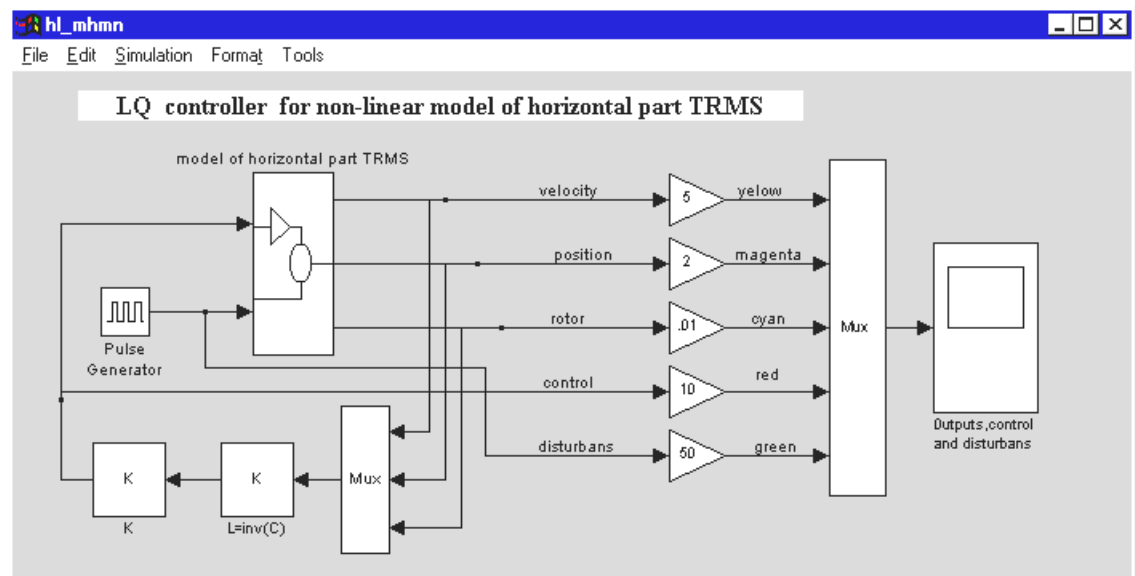 hl_mhmn
File Edit Simulation Format Tools
LQ controller for non-linear model of horizontal part TRMS
model of horizontal part TRMS
velocity
5
yelow
position
2
magenta
Pulse
Generator
rotor
.01
cyan
Mux
control
10
red
Outputs,control
and disturbans
disturbans
50
green
K
K
K
L=inv(C)
Mux